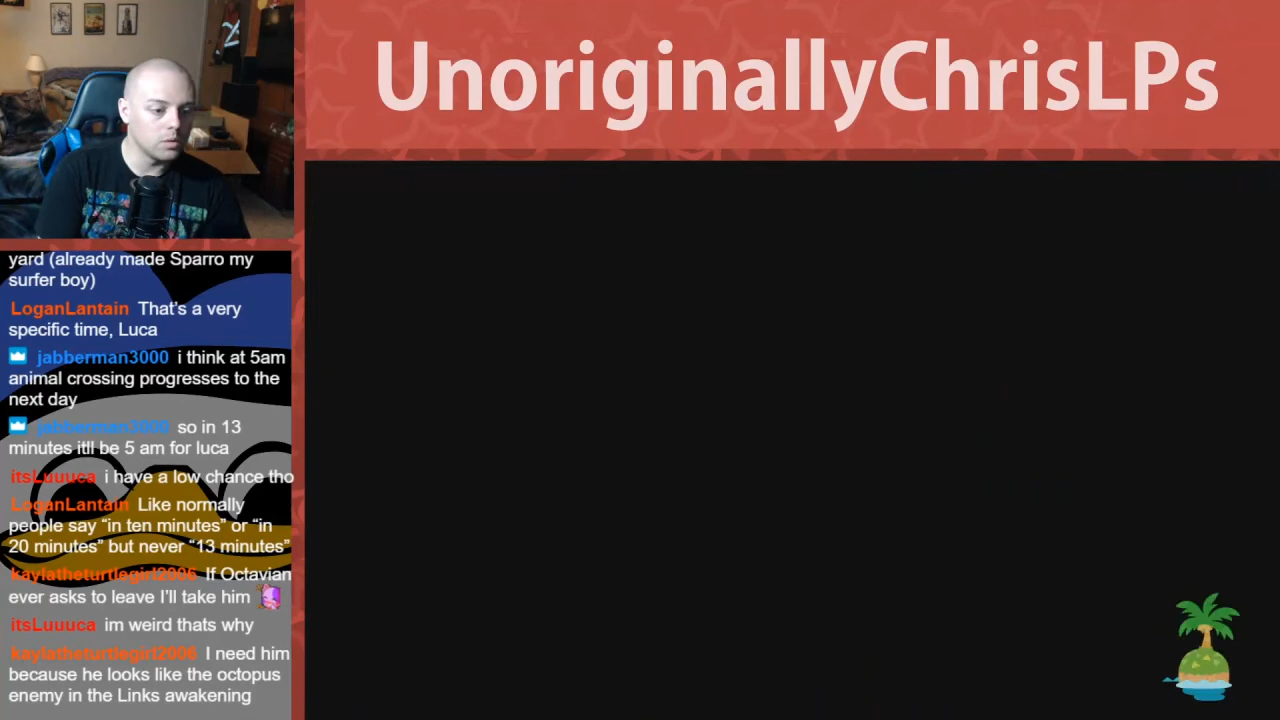 UnoriginallyChrisLPs
yard (already made Sparro my
surfer boy)
LoganLantain That's a very
specific time, Luca
jabberman3000 i think at 5am
animal crossing progresses to the
next day
jabberman3000 so in 13
minutes itll be 5 am for luca
itsLuuuca i have a low chance tho
LoganLantain Like normally
people say “in ten minutes” or “in
20 minutes” but never “13 minutes”
kaylatheturtlegirl2006 If Octavian
ever asks to leave I'll take him
itsLuuuca im weird thats why
kaylatheturtlegirl2006 I need him
because he looks like the octopus
enemy in the Links awakening